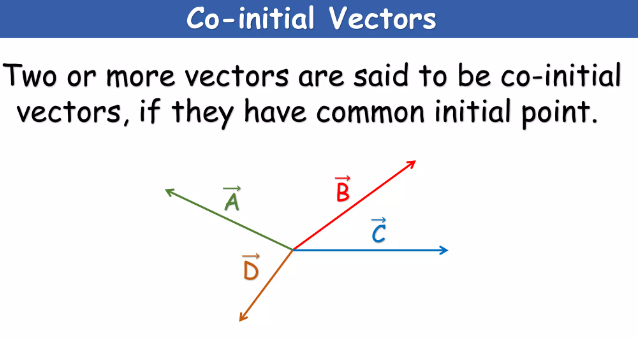 Co-initial Vectors
Two or more vectors are said to be co-initial
vectors, if they have common initial point.
A⃗
B⃗
C⃗
D⃗